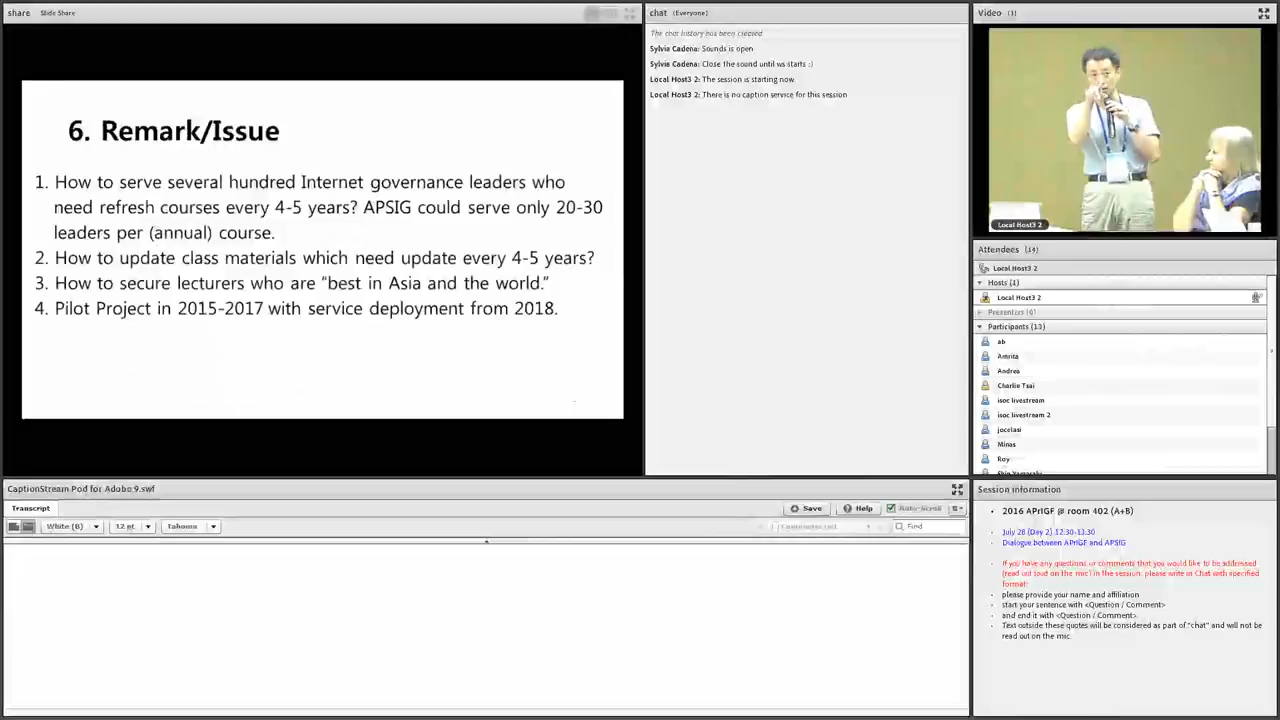 share Slide Share
6. Remark/Issue
1. How to serve several hundred Internet governance leaders who
need refresh courses every 4-5 years? APSIG could serve only 20-30
leaders per (annual) course.
2. How to update class materials which need update every 4-5 years?
3. How to secure lecturers who are “best in Asia and the world.”
4. Pilot Project in 2015-2017 with service deployment from 2018.
chat (Everyone)
The chat history has been cleared
Sylvia Cadena: Sounds is open
Sylvia Cadena: Close the sound until ws starts :)
Local Host3 2: The session is starting now.
Local Host3 2: There is no caption service for this session
Video (1)
Local Host3 2
Attendees (19)
Local Host3 2
Hosts (1)
Local Host3 2
Presenters (0)
Participants (13)
ab
Amrita
Andrea
Charlie Tsai
isoc livestream
isoc livestream 2
jocelasi
Minas
Roy
CaptionStream Pod for Adobe 9.swf
Transcript
White (B) 12 pt. Tahoma
Save Help Auto-Scroll Find
Session information
· 2016 APrIGF @ room 402 (A+B)
· July 28 (Day 2) 12:30-13:30
· Dialogue between APrIGF and APSIG
· If you have any questions or comments that you would like to be addressed
(read out loud on the mic) in the session, please write in Chat with specified
format:
· please provide your name and affiliation
· start your sentence with <Question / Comment>
· and end it with <Question / Comment>.
· Text outside these quotes will be considered as part of "chat" and will not be
read out on the mic.